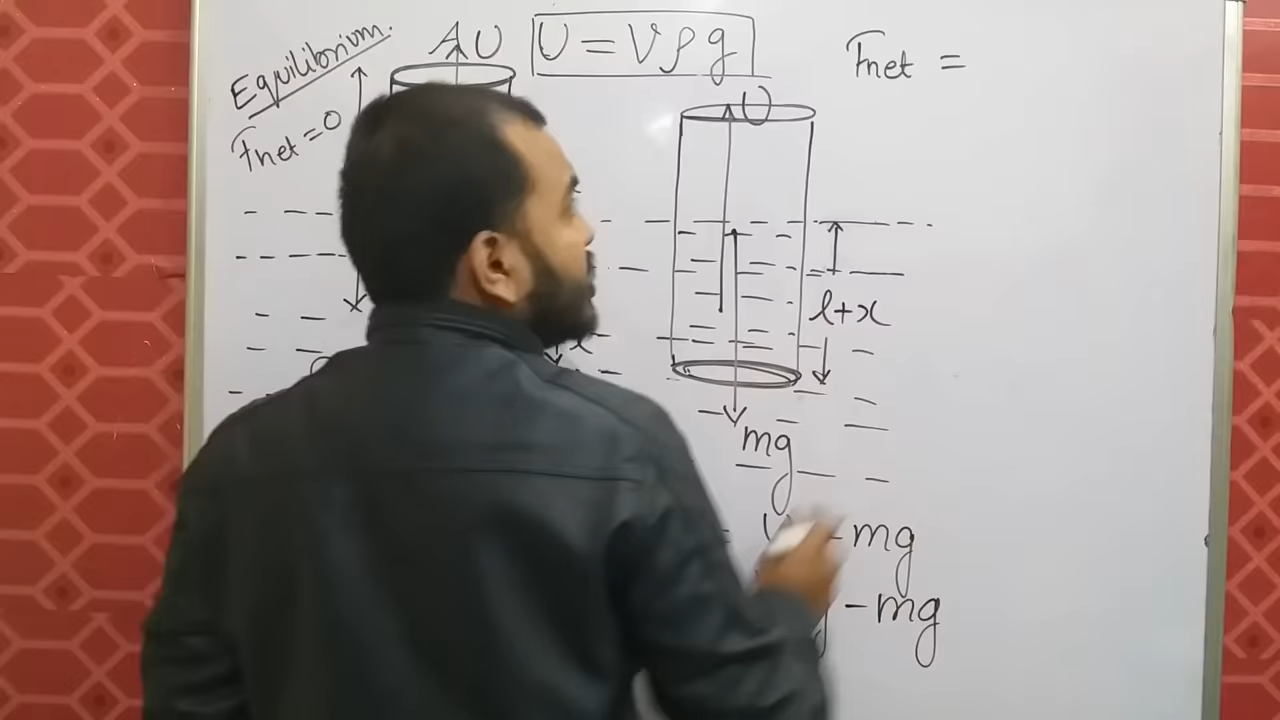 Equilibrium.
Fnet = 0
U
U = Vρg
Fnet =
U
l+x
x
mg
U - mg
- mg